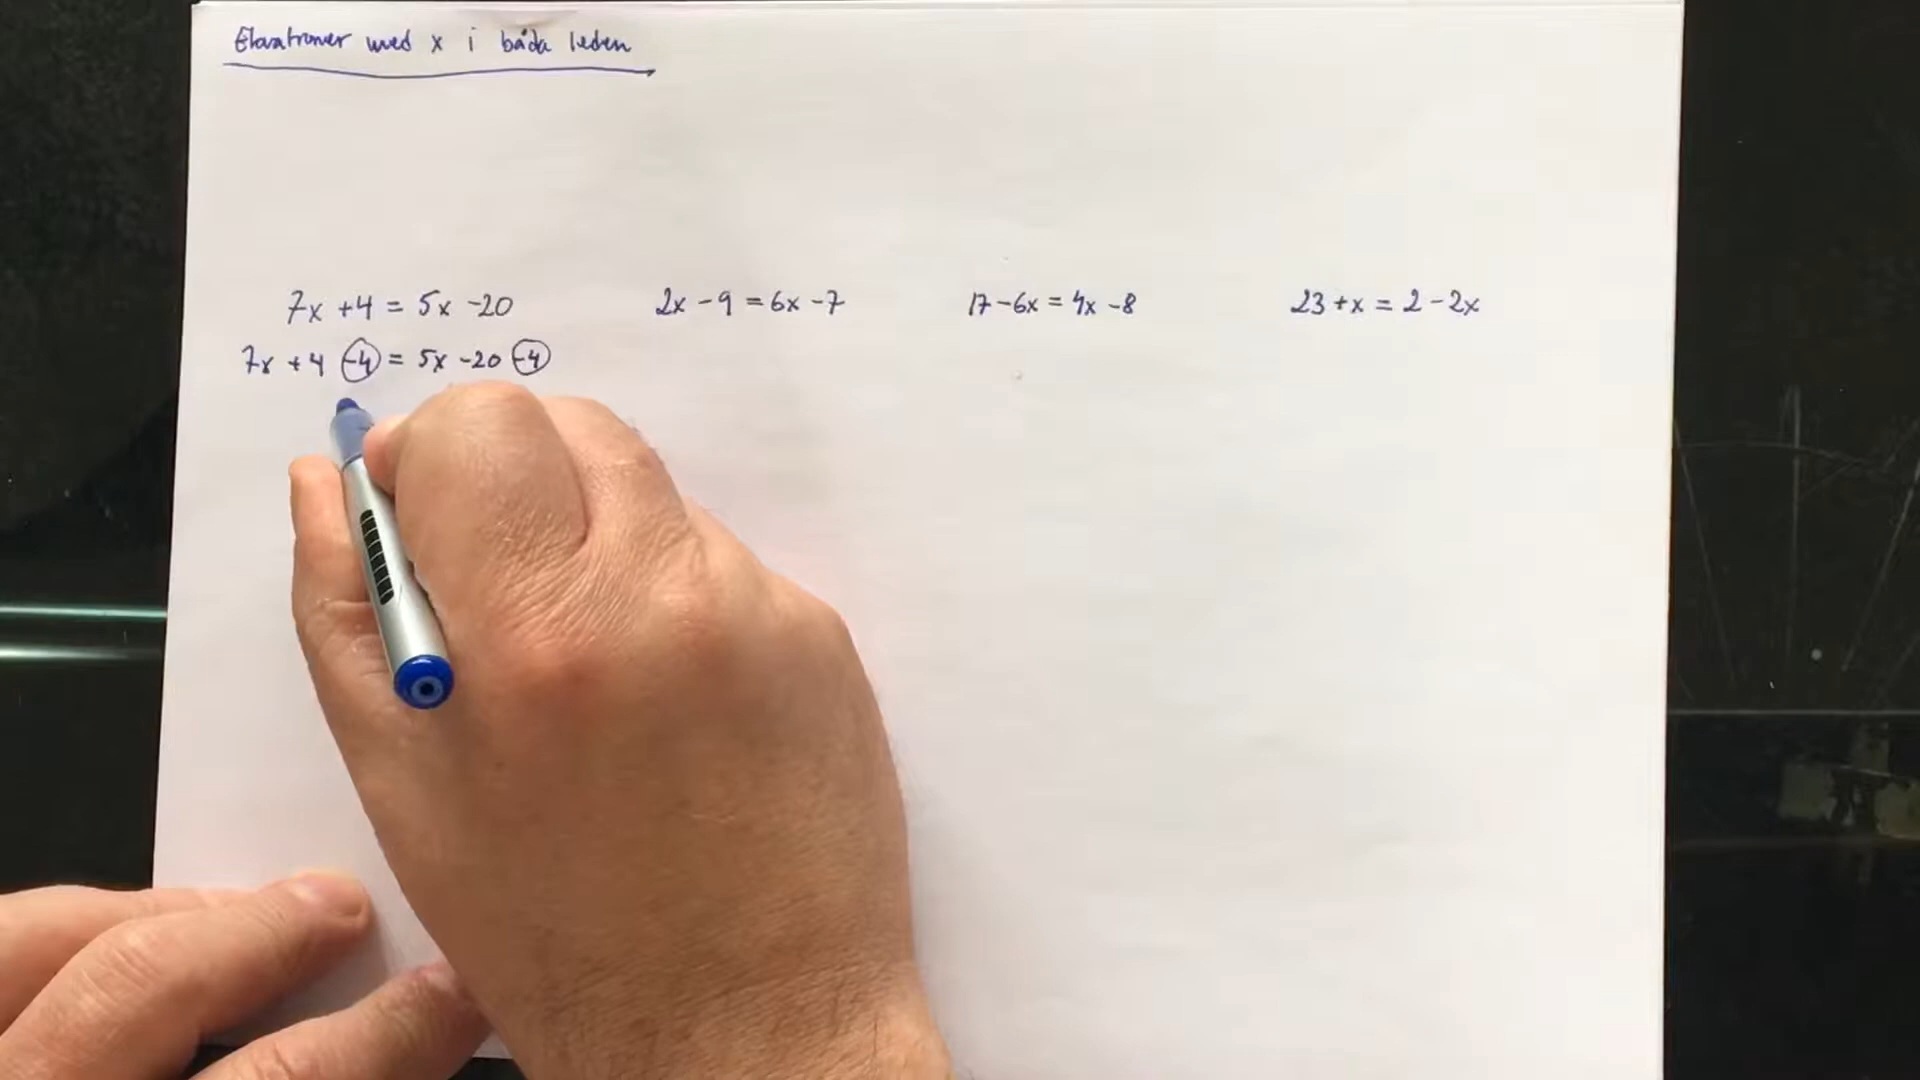 Ekvationer med x i båda leden
7x + 4 = 5x - 20
7x + 4 - 4 = 5x - 20 - 4
2x - 9 = 6x - 7
17 - 6x = 4x - 8
23 + x = 2 - 2x